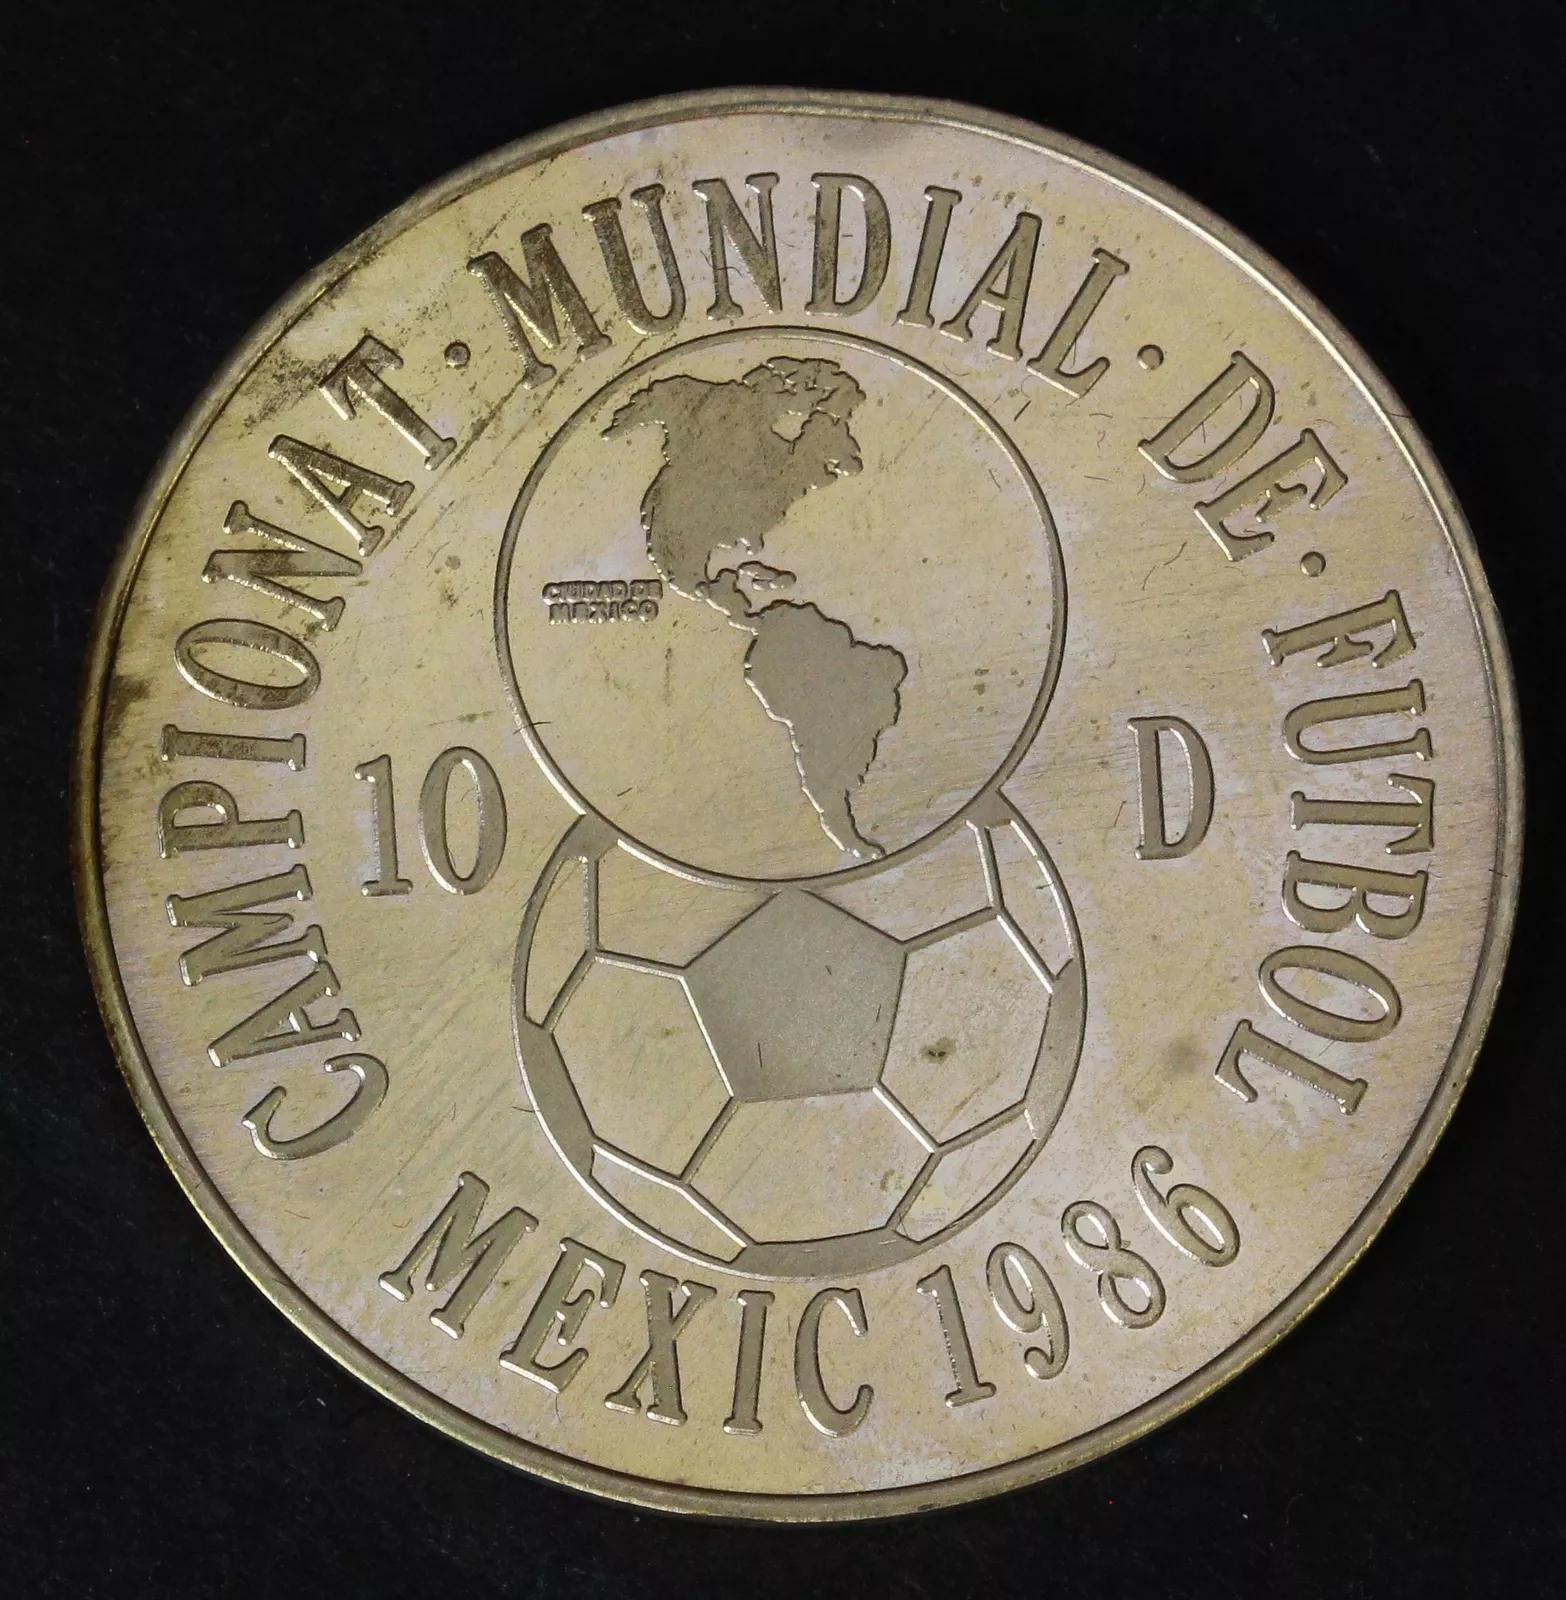 CAMPIONAT · MUNDIAL · DE · FUTBOL
CIUDAD DE
MEXICO
10 D
MEXIC 1986